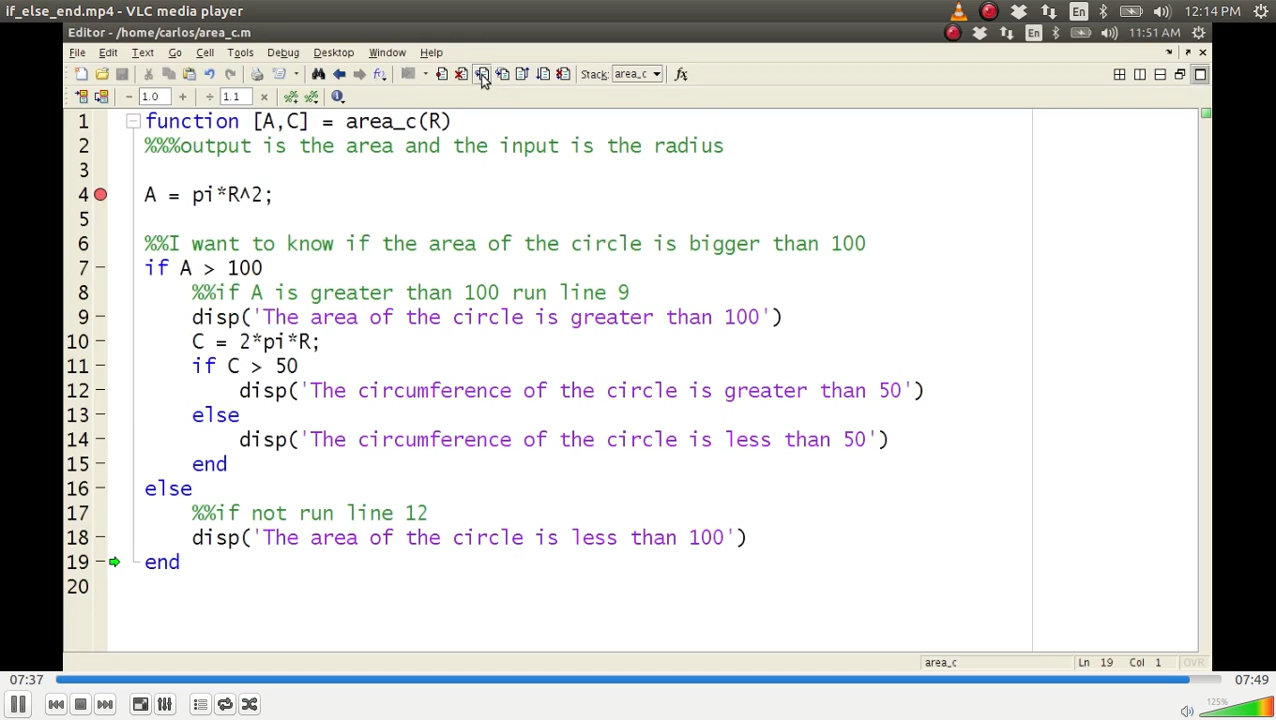 if_else_end.mp4 - VLC media player En 12:14 PM
Editor - /home/carlos/area_c.m En 11:51 AM
File Edit Text Go Cell Tools Debug Desktop Window Help
Stack: area_c fx
- 1.0 + ÷ 1.1 ×
1 function [A,C] = area_c(R)
2 %%%output is the area and the input is the radius
3
4 A = pi*R^2;
5
6 %%I want to know if the area of the circle is bigger than 100
7 if A > 100
8 %%if A is greater than 100 run line 9
9 disp('The area of the circle is greater than 100')
10 C = 2*pi*R;
11 if C > 50
12 disp('The circumference of the circle is greater than 50')
13 else
14 disp('The circumference of the circle is less than 50')
15 end
16 else
17 %%if not run line 12
18 disp('The area of the circle is less than 100')
19 end
20
area_c Ln 19 Col 1 OVR
07:37 07:49
125%